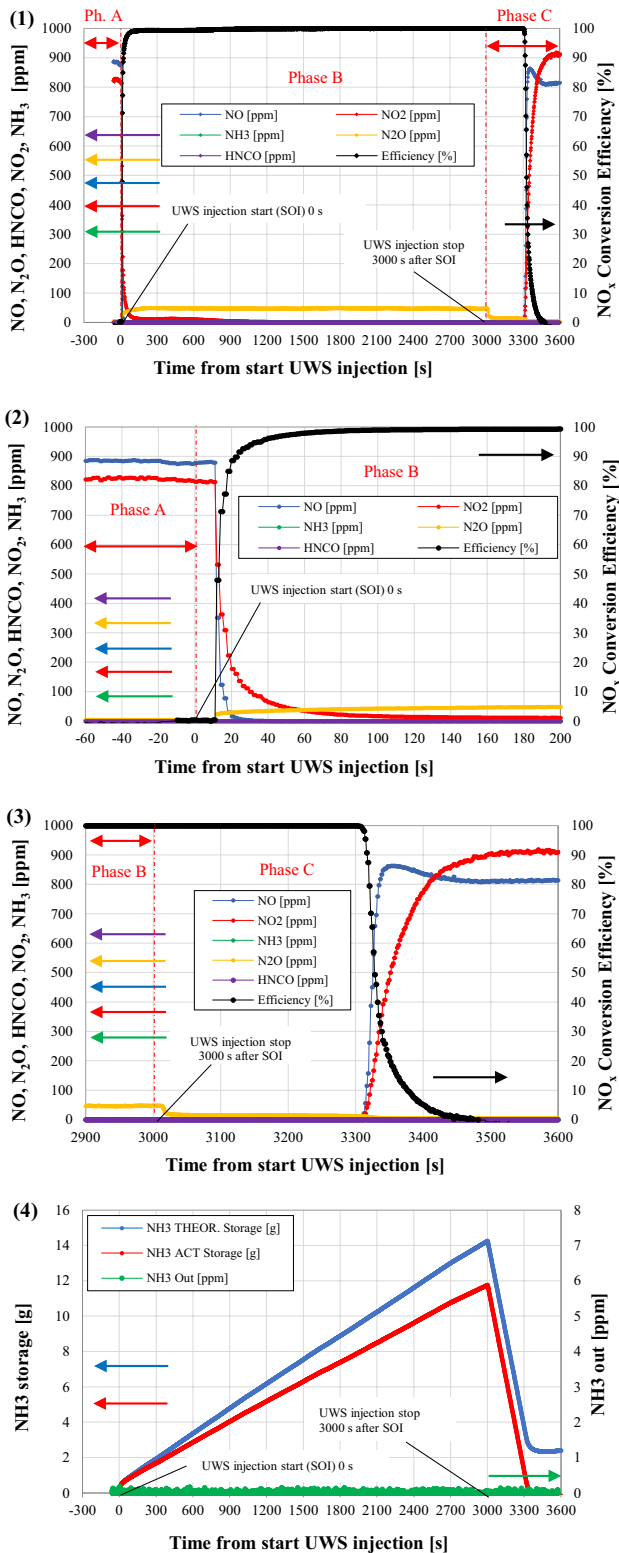 (1)
Ph. A
Phase C
Phase B
NO, N2O, HNCO, NO2, NH3 [ppm]
1000
900
800
700
600
500
400
300
200
100
0
NO [ppm]
NO2 [ppm]
NH3 [ppm]
N2O [ppm]
HNCO [ppm]
Efficiency [%]
UWS injection start (SOI) 0 s
UWS injection stop
3000 s after SOI
100
90
80
70
60
50
40
30
20
10
0
NOx Conversion Efficiency [%]
-300 0 300 600 900 1200 1500 1800 2100 2400 2700 3000 3300 3600
Time from start UWS injection [s]
(2)
NO, N2O, HNCO, NO2, NH3 [ppm]
1000
900
800
700
600
500
400
300
200
100
0
Phase A
Phase B
NO [ppm]
NO2 [ppm]
NH3 [ppm]
N2O [ppm]
HNCO [ppm]
Efficiency [%]
UWS injection start (SOI) 0 s
100
90
80
70
60
50
40
30
20
10
0
NOx Conversion Efficiency [%]
-60 -40 -20 0 20 40 60 80 100 120 140 160 180 200
Time from start UWS injection [s]
(3)
NO, N2O, HNCO, NO2, NH3 [ppm]
1000
900
800
700
600
500
400
300
200
100
0
Phase B
Phase C
NO [ppm]
NO2 [ppm]
NH3 [ppm]
N2O [ppm]
HNCO [ppm]
Efficiency [%]
UWS injection stop
3000 s after SOI
100
90
80
70
60
50
40
30
20
10
0
NOx Conversion Efficiency [%]
2900 3000 3100 3200 3300 3400 3500 3600
Time from start UWS injection [s]
(4)
NH3 storage [g]
16
14
12
10
8
6
4
2
0
NH3 THEOR. Storage [g]
NH3 ACT Storage [g]
NH3 Out [ppm]
UWS injection stop
3000 s after SOI
UWS injection start (SOI) 0 s
8
7
6
5
4
3
2
1
0
NH3 out [ppm]
-300 0 300 600 900 1200 1500 1800 2100 2400 2700 3000 3300 3600
Time from start UWS injection [s]